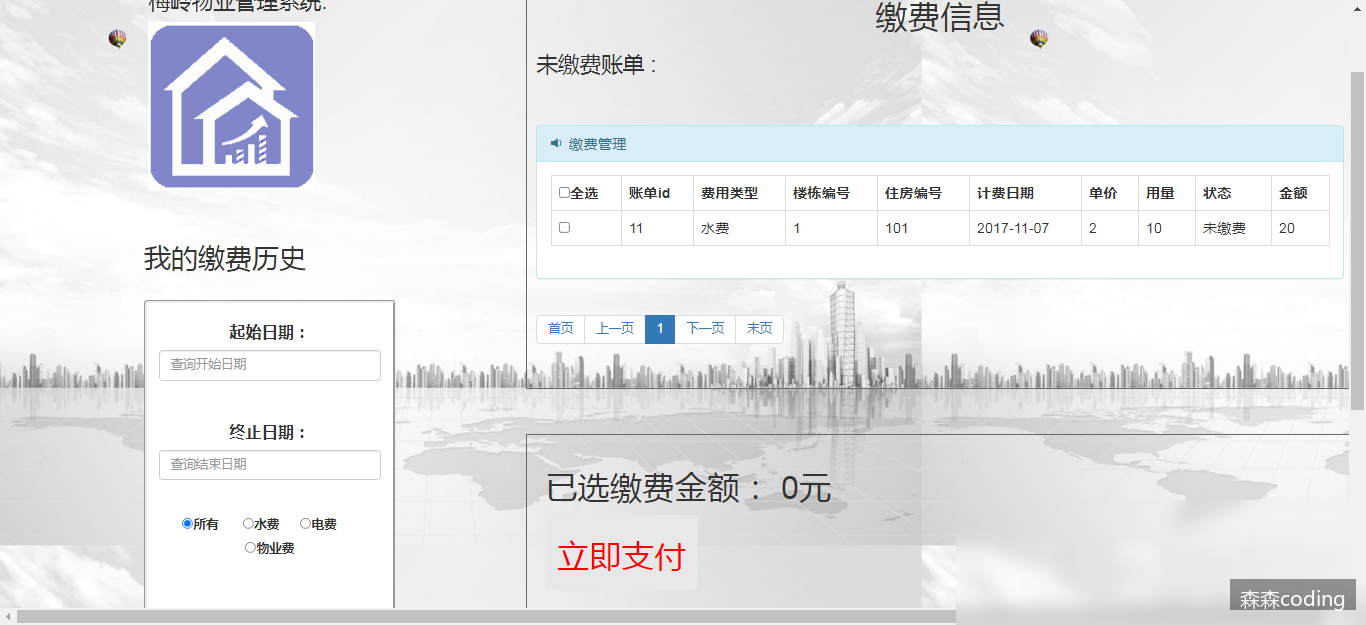 梅岭物业管理系统:
我的缴费历史
起始日期：
查询开始日期
终止日期：
查询结束日期
所有 水费 电费
物业费
缴费信息
未缴费账单 :
缴费管理
全选 账单id 费用类型 楼栋编号 住房编号 计费日期 单价 用量 状态 金额
11 水费 1 101 2017-11-07 2 10 未缴费 20
首页 上一页 1 下一页 末页
已选缴费金额： 0元
立即支付
森森coding